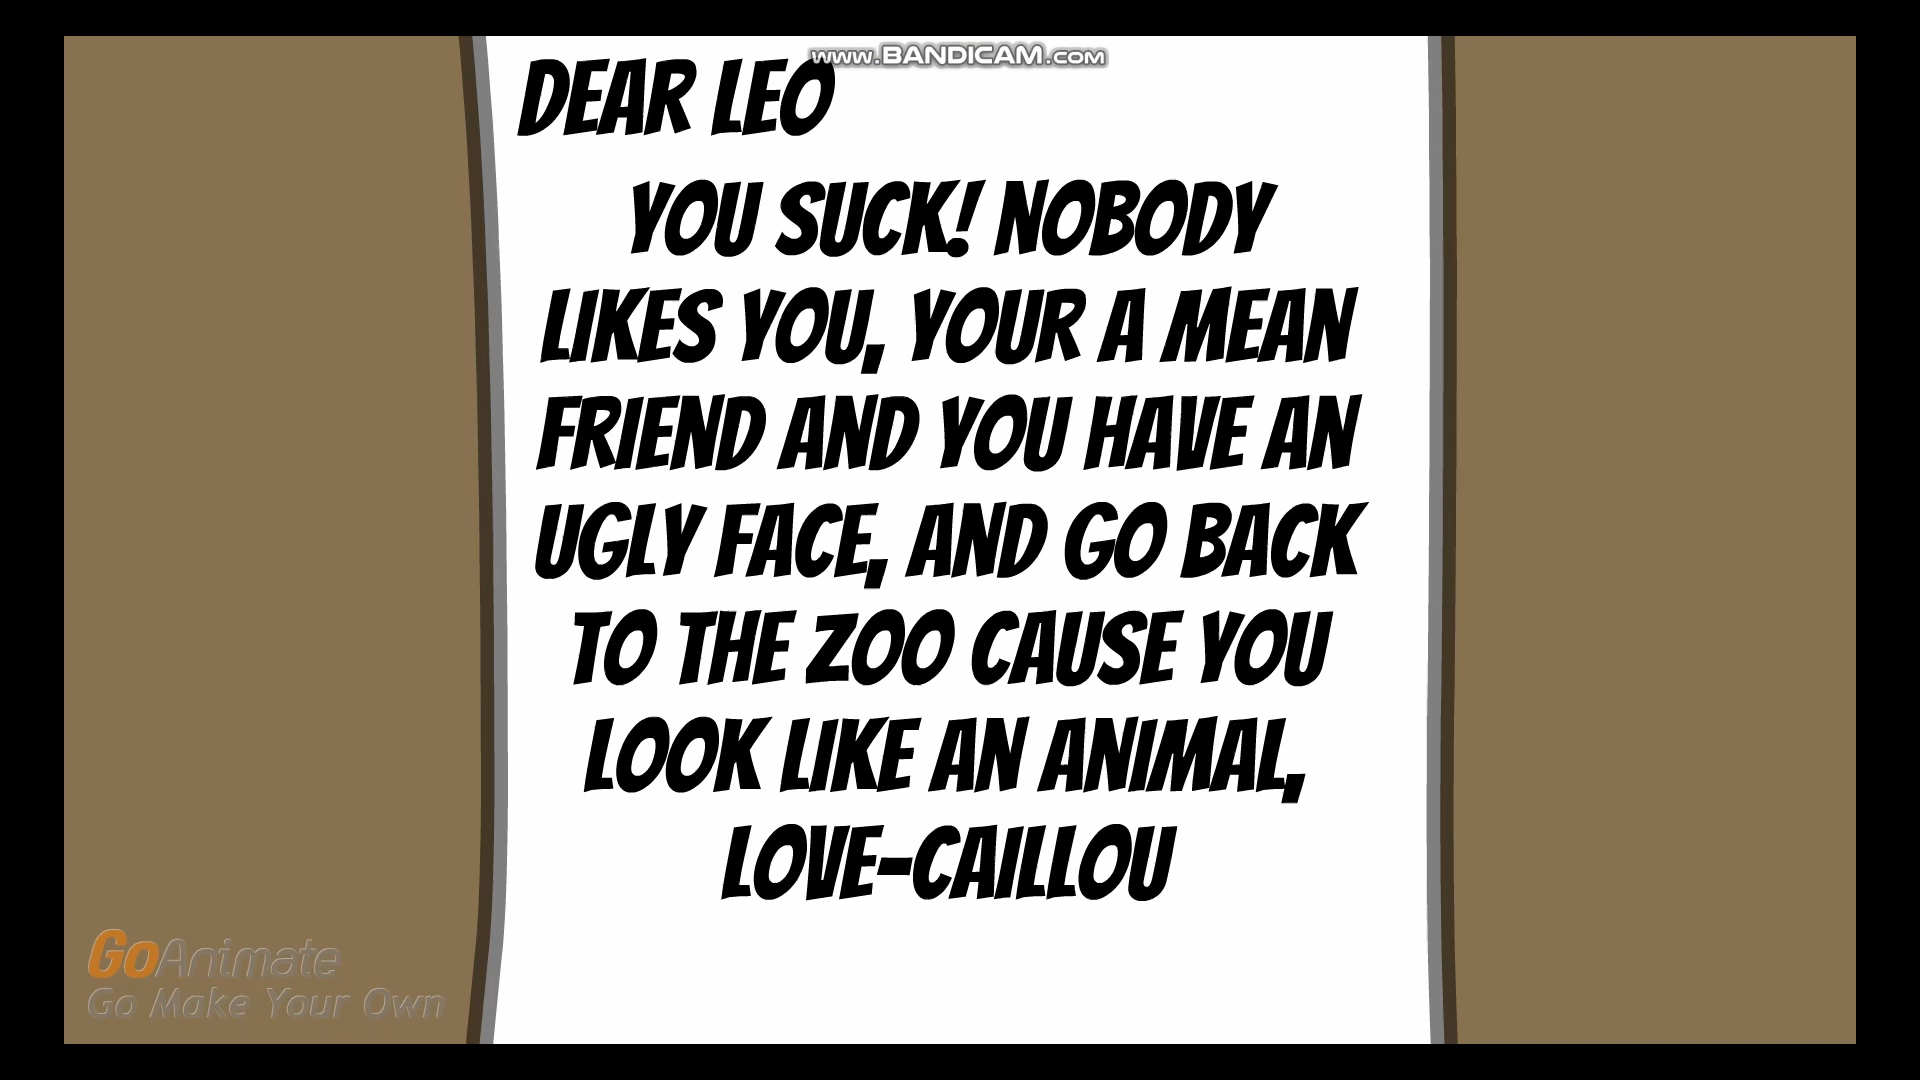 www.BANDICAM.com
DEAR LEO
YOU SUCK! NOBODY
LIKES YOU, YOUR A MEAN
FRIEND AND YOU HAVE AN
UGLY FACE, AND GO BACK
TO THE ZOO CAUSE YOU
LOOK LIKE AN ANIMAL,
LOVE-CAILLOU
GoAnimate
Go Make Your Own